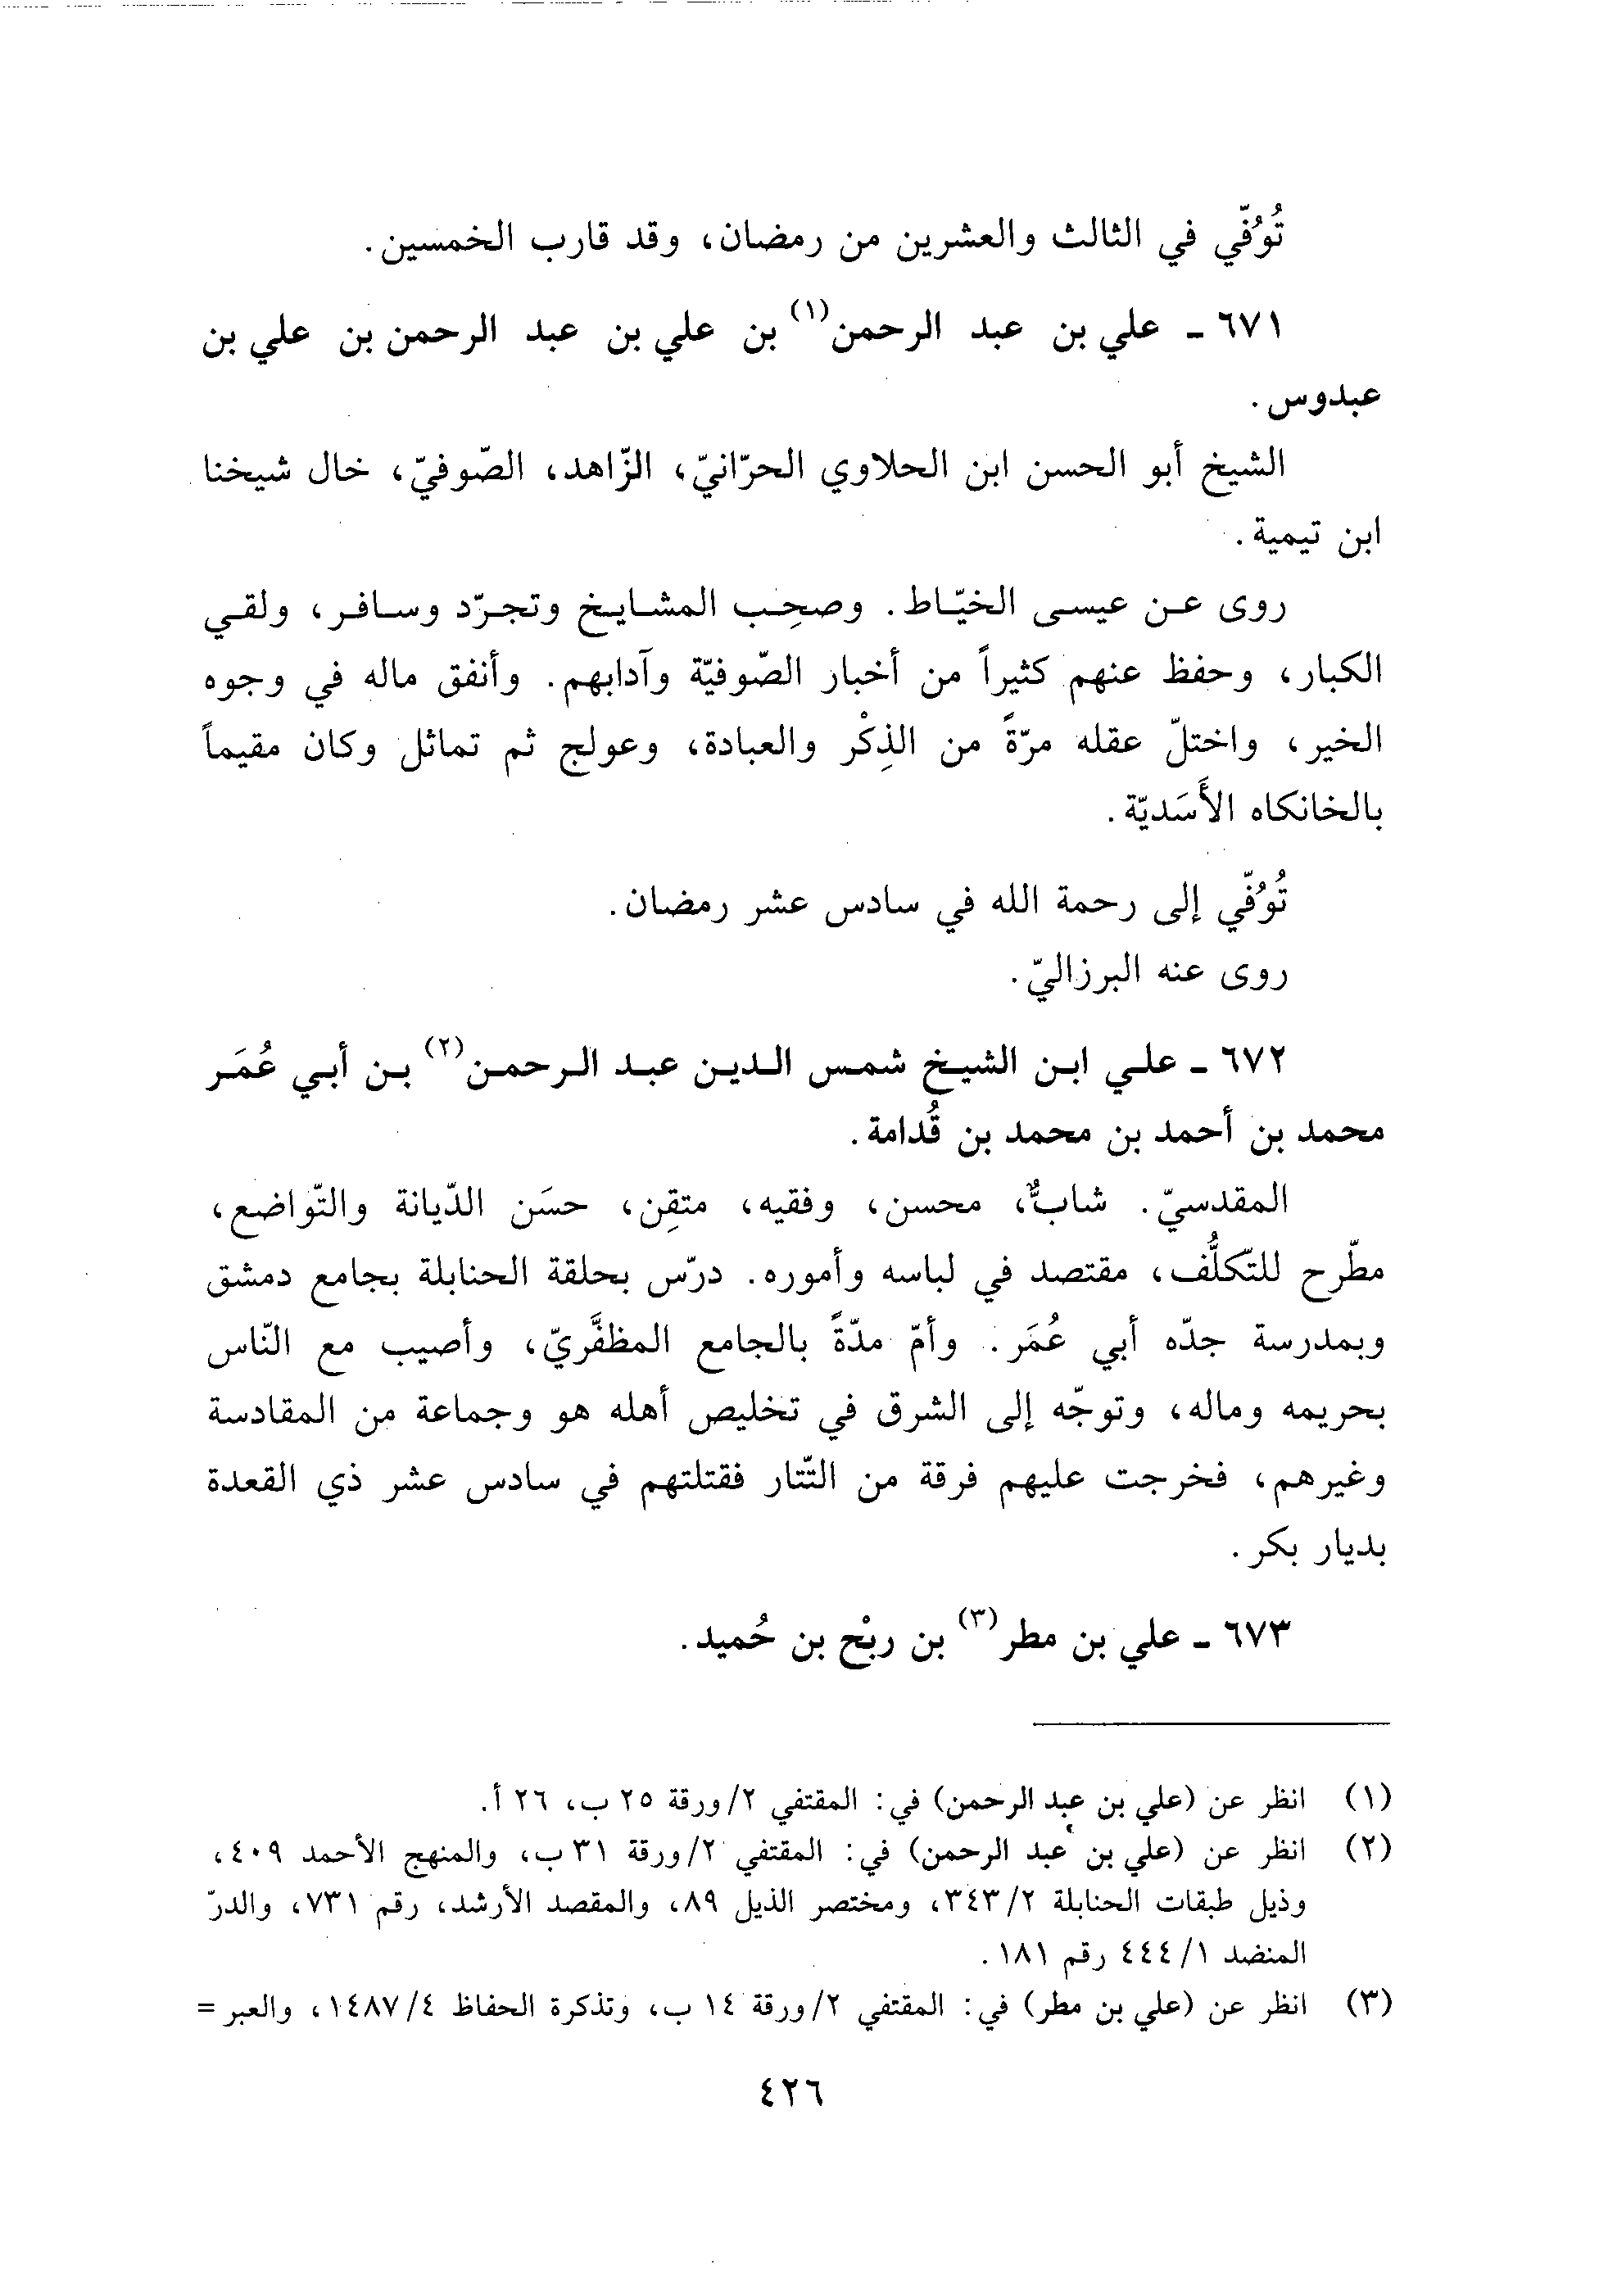 تُوُفّي في الثالث والعشرين من رمضان، وقد قارب الخمسين.
٦٧١ ـ علي بن عبد الرحمن(١) بن علي بن عبد الرحمن بن علي بن
عبدوس.
الشيخ أبو الحسن ابن الحلاوي الحرّانيّ، الزّاهد، الصّوفيّ، خال شيخنا
ابن تيمية.
روى عن عيسى الخيّاط. وصحِب المشايخ وتجرّد وسافر، ولقي
الكبار، وحفظ عنهم كثيراً من أخبار الصّوفيّة وآدابهم. وأنفق ماله في وجوه
الخير، واختلّ عقله مرّةً من الذِكْر والعبادة، وعولج ثم تماثل وكان مقيماً
بالخانكاه الأَسَديّة.
تُوُفّي إلى رحمة الله في سادس عشر رمضان.
روى عنه البرزاليّ.
٦٧٢ ـ علي ابن الشيخ شمس الدين عبد الرحمن(٢) بن أبي عُمَر
محمد بن أحمد بن محمد بن قُدامة.
المقدسيّ. شابٌّ، محسن، وفقيه، متقِن، حسَن الدّيانة والتّواضع،
مطّرح للتّكلُّف، مقتصد في لباسه وأموره. درّس بحلقة الحنابلة بجامع دمشق
وبمدرسة جدّه أبي عُمَر. وأمّ مدّةً بالجامع المظفَّريّ، وأصيب مع النّاس
بحريمه وماله، وتوجّه إلى الشرق في تخليص أهله هو وجماعة من المقادسة
وغيرهم، فخرجت عليهم فرقة من التّتار فقتلتهم في سادس عشر ذي القعدة
بديار بكر.
٦٧٣ ـ علي بن مطر(٣) بن ربْح بن حُميد.
(١) انظر عن (علي بن عبد الرحمن) في: المقتفي ٢/ورقة ٢٥ ب، ٢٦ أ.
(٢) انظر عن (علي بن عبد الرحمن) في: المقتفي ٢/ورقة ٣١ ب، والمنهج الأحمد ٤٠٩،
وذيل طبقات الحنابلة ٣٤٣/٢، ومختصر الذيل ٨٩، والمقصد الأرشد، رقم ٧٣١، والدرّ
المنضد ٤٤٤/١ رقم ١٨١.
(٣) انظر عن (علي بن مطر) في: المقتفي ٢/ورقة ١٤ ب، وتذكرة الحفاظ ١٤٨٧/٤، والعبر =
٤٢٦